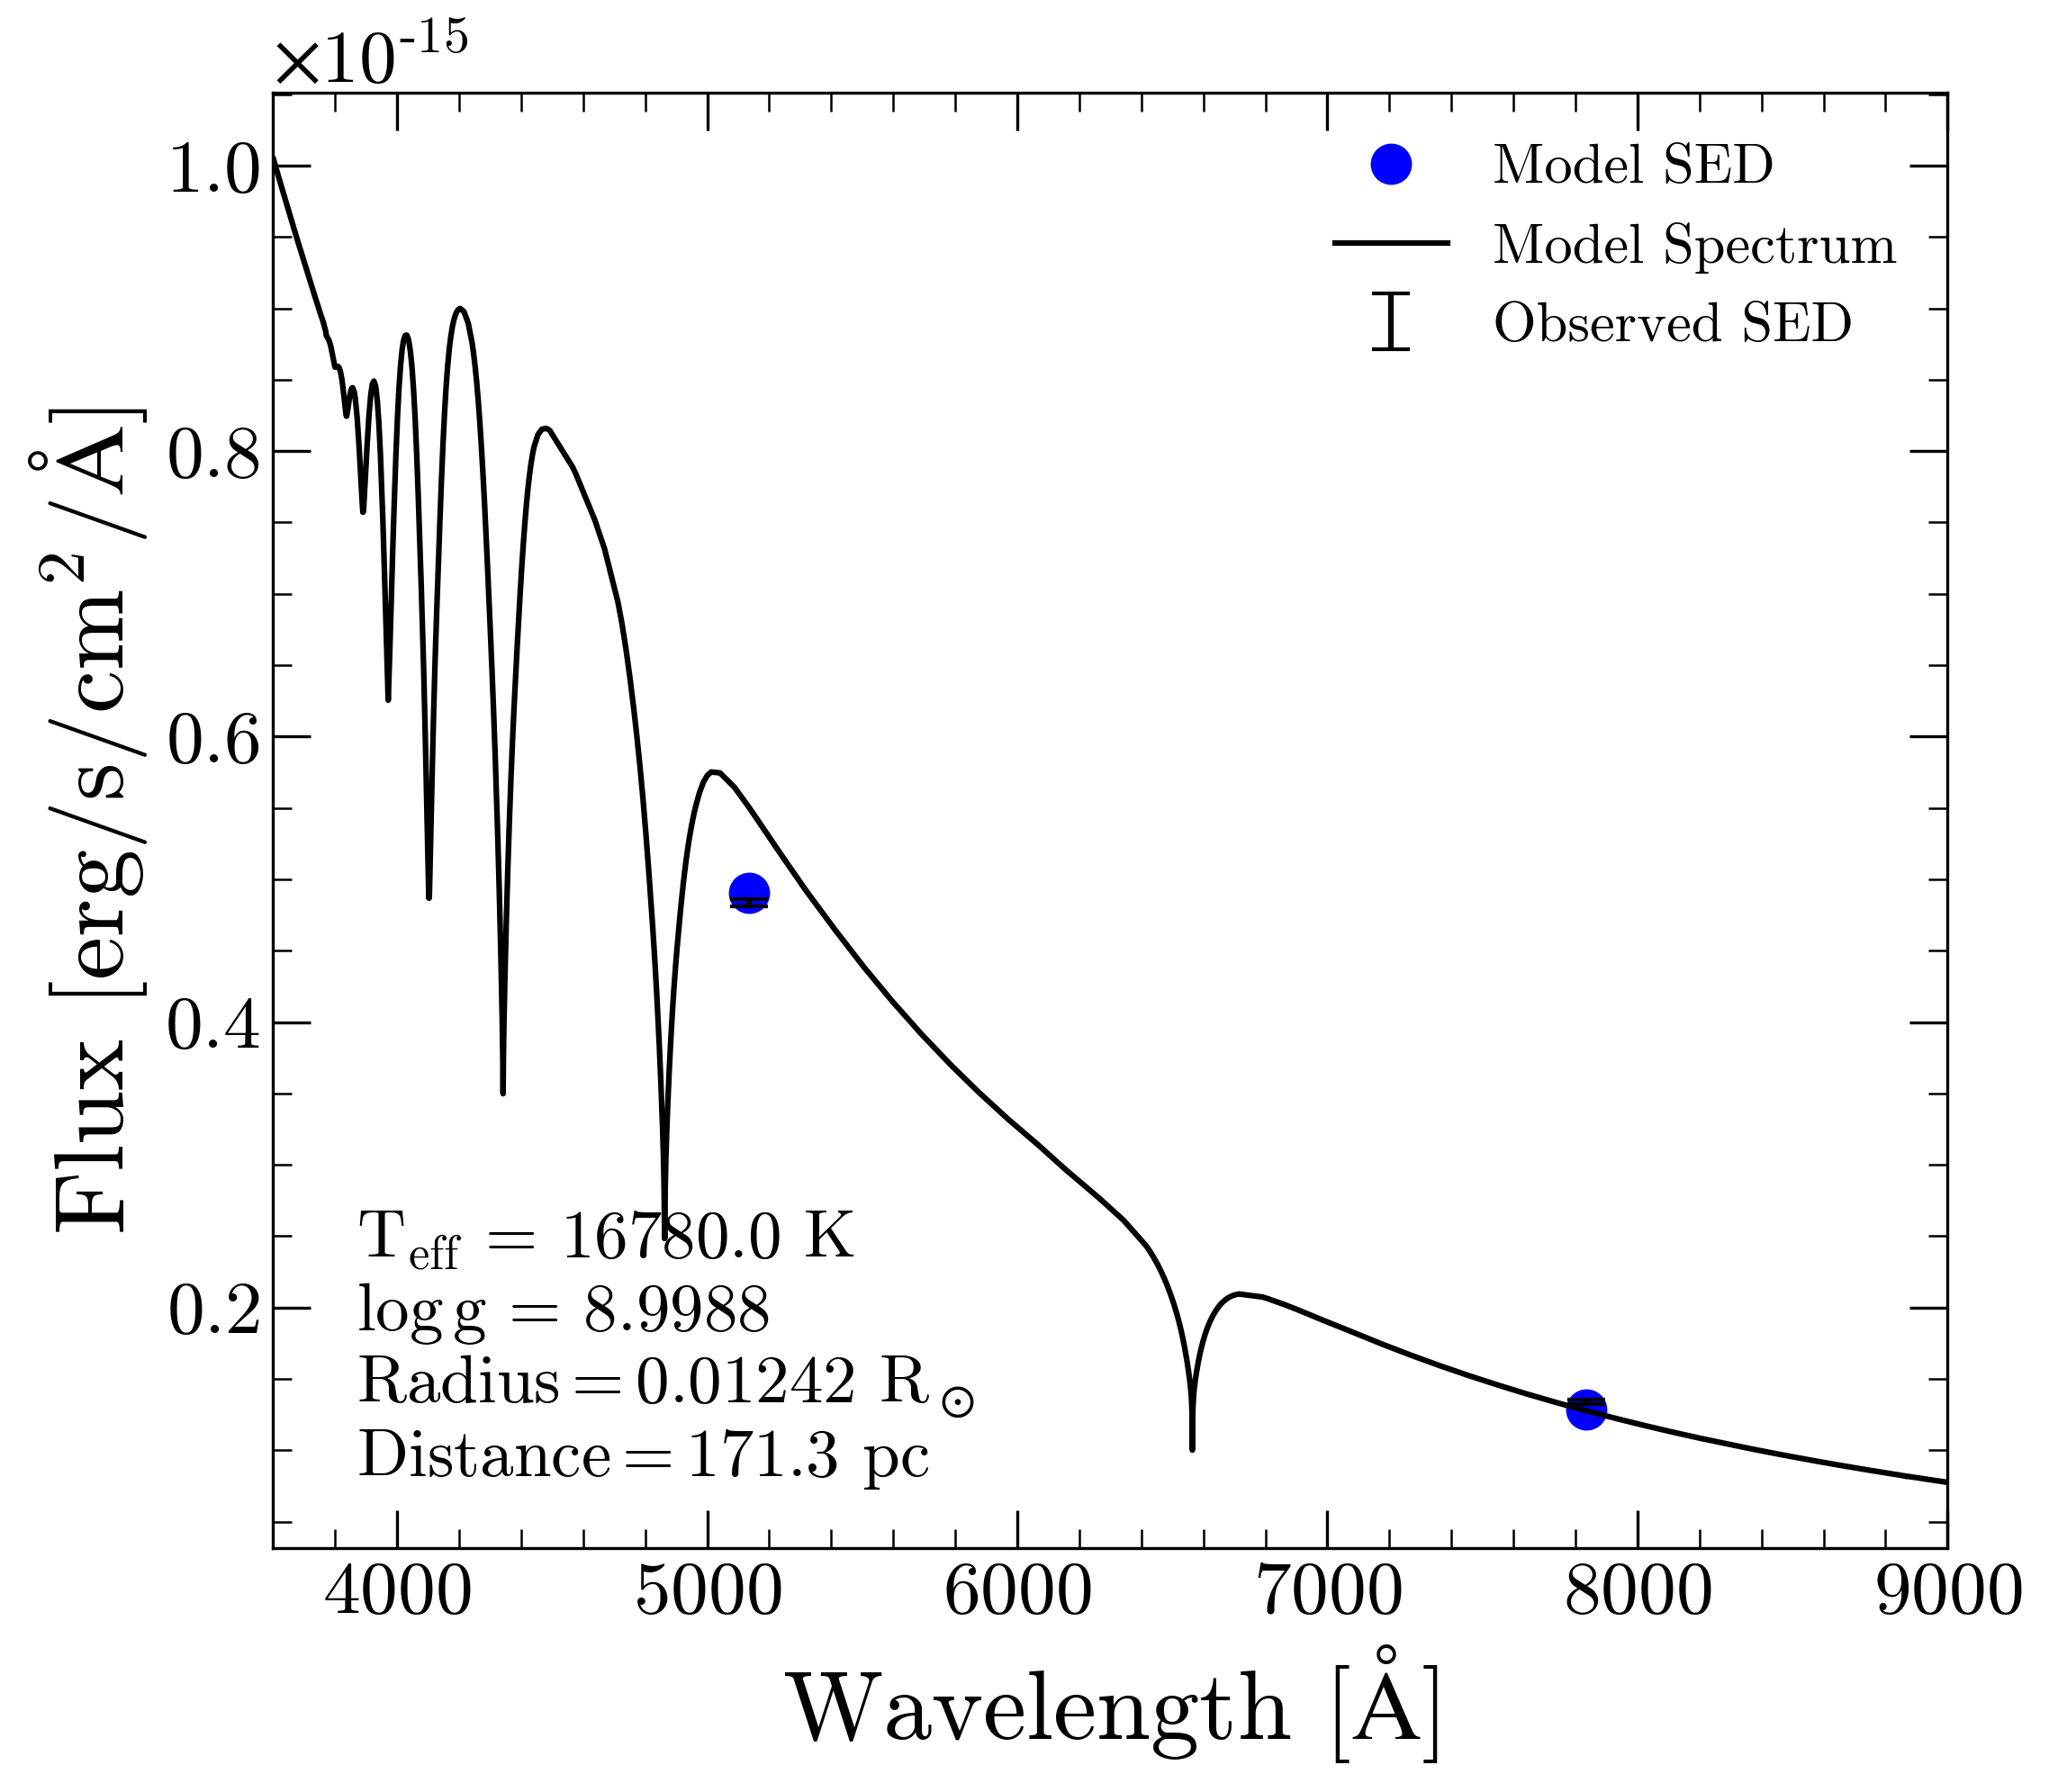 ×10⁻¹⁵
1.0
0.8
0.6
0.4
0.2
Flux [erg/s/cm²/Å]
Model SED
Model Spectrum
Observed SED
T_eff = 16780.0 K
log g = 8.9988
Radius = 0.01242 R_⊙
Distance = 171.3 pc
4000 5000 6000 7000 8000 9000
Wavelength [Å]